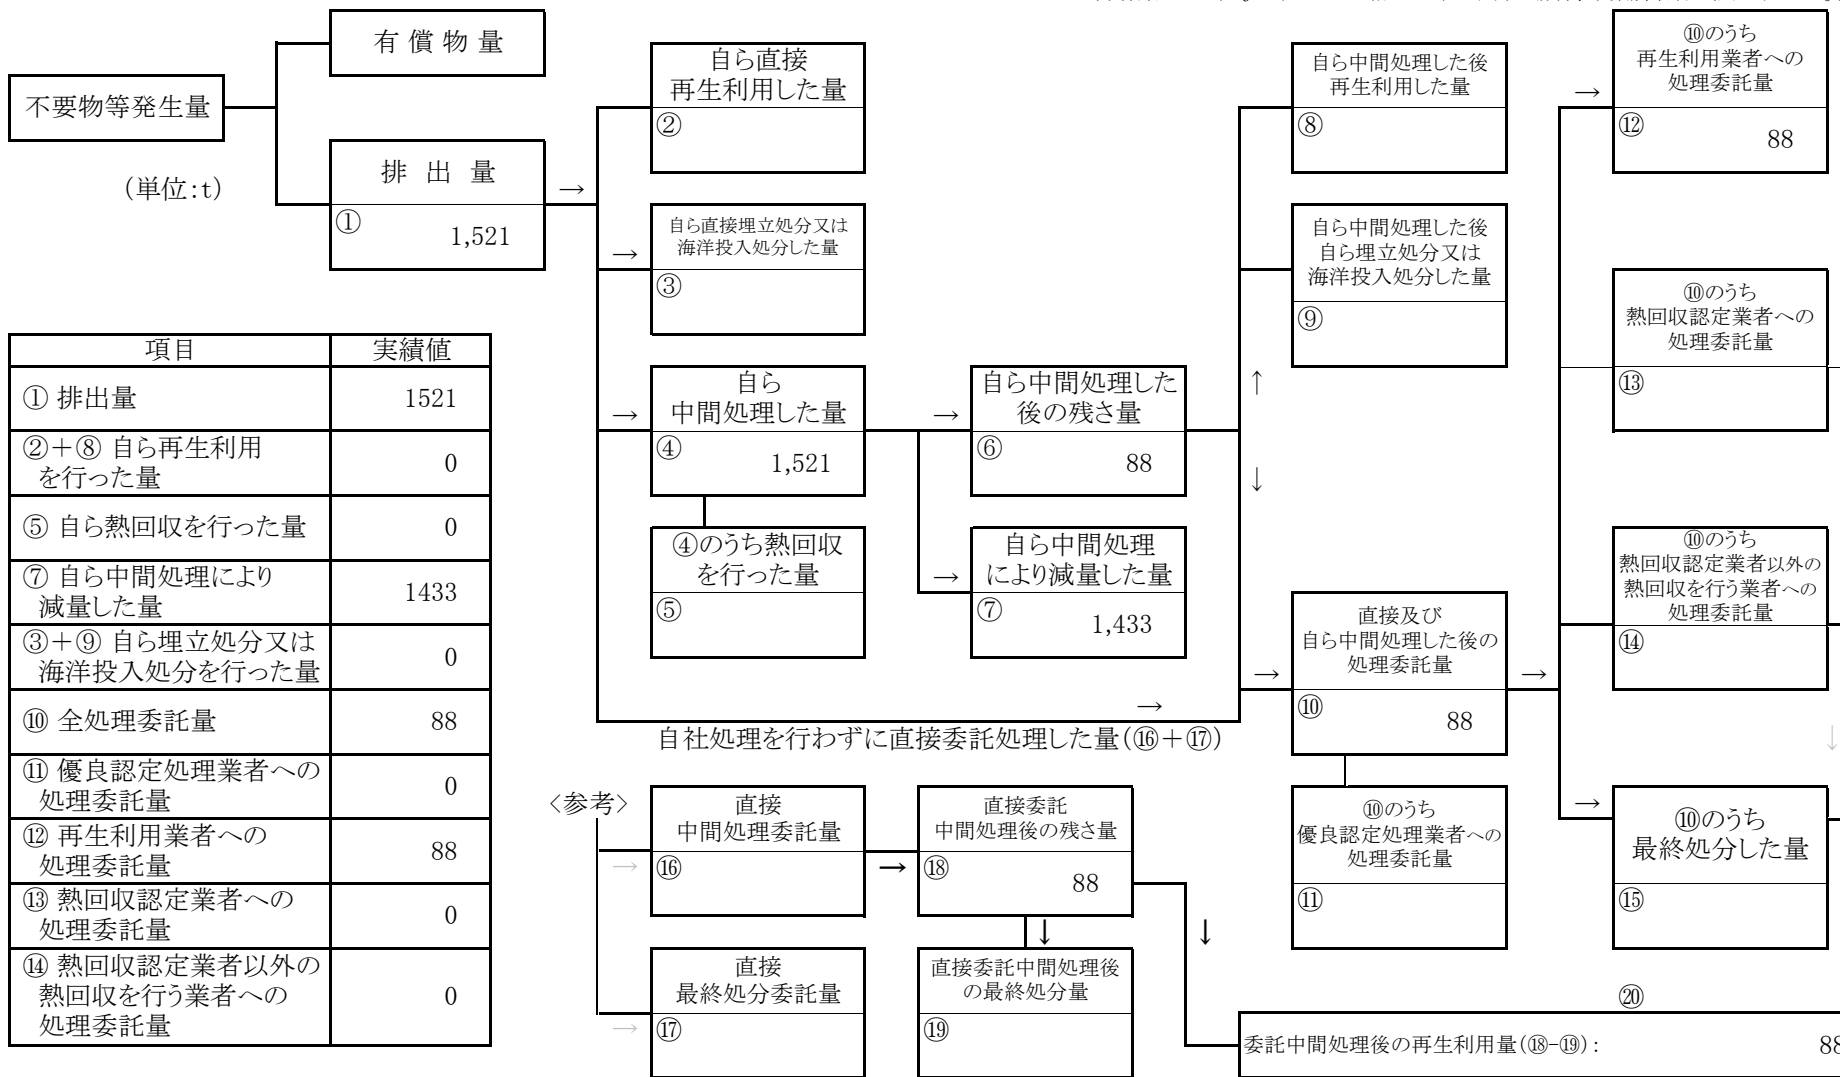 有 償 物 量
不要物等発生量
排 出 量
①
1,521
(単位:t)
→
自ら直接
再生利用した量
②
→
自ら直接埋立処分又は
海洋投入処分した量
③
→
自ら
中間処理した量
④
1,521
④のうち熱回収
を行った量
⑤
→
自ら中間処理した
後の残さ量
⑥
88
→
自ら中間処理
により減量した量
⑦
1,433
自ら中間処理した後
再生利用した量
⑧
自ら中間処理した後
自ら埋立処分又は
海洋投入処分した量
⑨
↑
↓
→
直接及び
自ら中間処理した後の
処理委託量
⑩
88
→
⑩のうち
優良認定処理業者への
処理委託量
⑪
→
⑩のうち
再生利用業者への
処理委託量
⑫
88
⑩のうち
熱回収認定業者への
処理委託量
⑬
⑩のうち
熱回収認定業者以外の
熱回収を行う業者への
処理委託量
⑭
↓
→
⑩のうち
最終処分した量
⑮
→
自社処理を行わずに直接委託処理した量(⑯+⑰)
〈参考〉
→
直接
中間処理委託量
⑯
→
直接委託
中間処理後の残さ量
⑱
88
↓
↓
→
直接
最終処分委託量
⑰
直接委託中間処理後
の最終処分量
⑲
⑳
委託中間処理後の再生利用量(⑱-⑲): 88
項目 実績値
① 排出量 1521
②+⑧ 自ら再生利用
を行った量 0
⑤ 自ら熱回収を行った量 0
⑦ 自ら中間処理により
減量した量 1433
③+⑨ 自ら埋立処分又は
海洋投入処分を行った量 0
⑩ 全処理委託量 88
⑪ 優良認定処理業者への
処理委託量 0
⑫ 再生利用業者への
処理委託量 88
⑬ 熱回収認定業者への
処理委託量 0
⑭ 熱回収認定業者以外の
熱回収を行う業者への
処理委託量 0